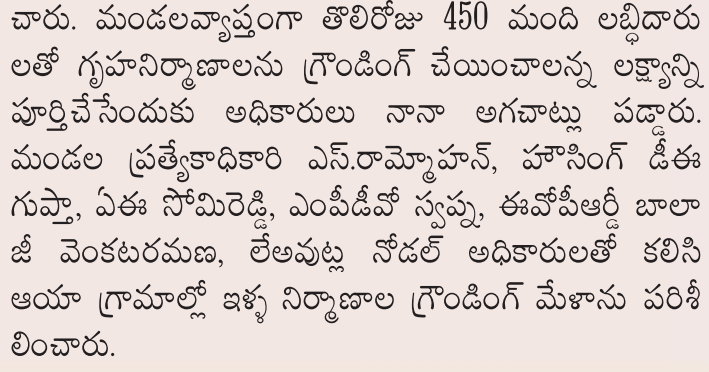 చారు. మండలవ్యాప్తంగా తొలిరోజు 450 మంది లబ్ధిదారు
లతో గృహనిర్మాణాలను గ్రౌండింగ్ చేయించాలన్న లక్ష్యాన్ని
పూర్తిచేసేందుకు అధికారులు నానా అగచాట్లు పడ్డారు.
మండల ప్రత్యేకాధికారి ఎస్.రామ్మోహన్, హౌసింగ్ డీఈ
గుప్తా, ఏఈ సోమిరెడ్డి, ఎంపీడీవో స్వప్న, ఈవోపీఆర్డీ బాలా
జీ వెంకటరమణ, లేఅవుట్ల నోడల్ అధికారులతో కలిసి
ఆయా గ్రామాల్లో ఇళ్ళ నిర్మాణాల గ్రౌండింగ్ మేళాను పరిశీ
లించారు.